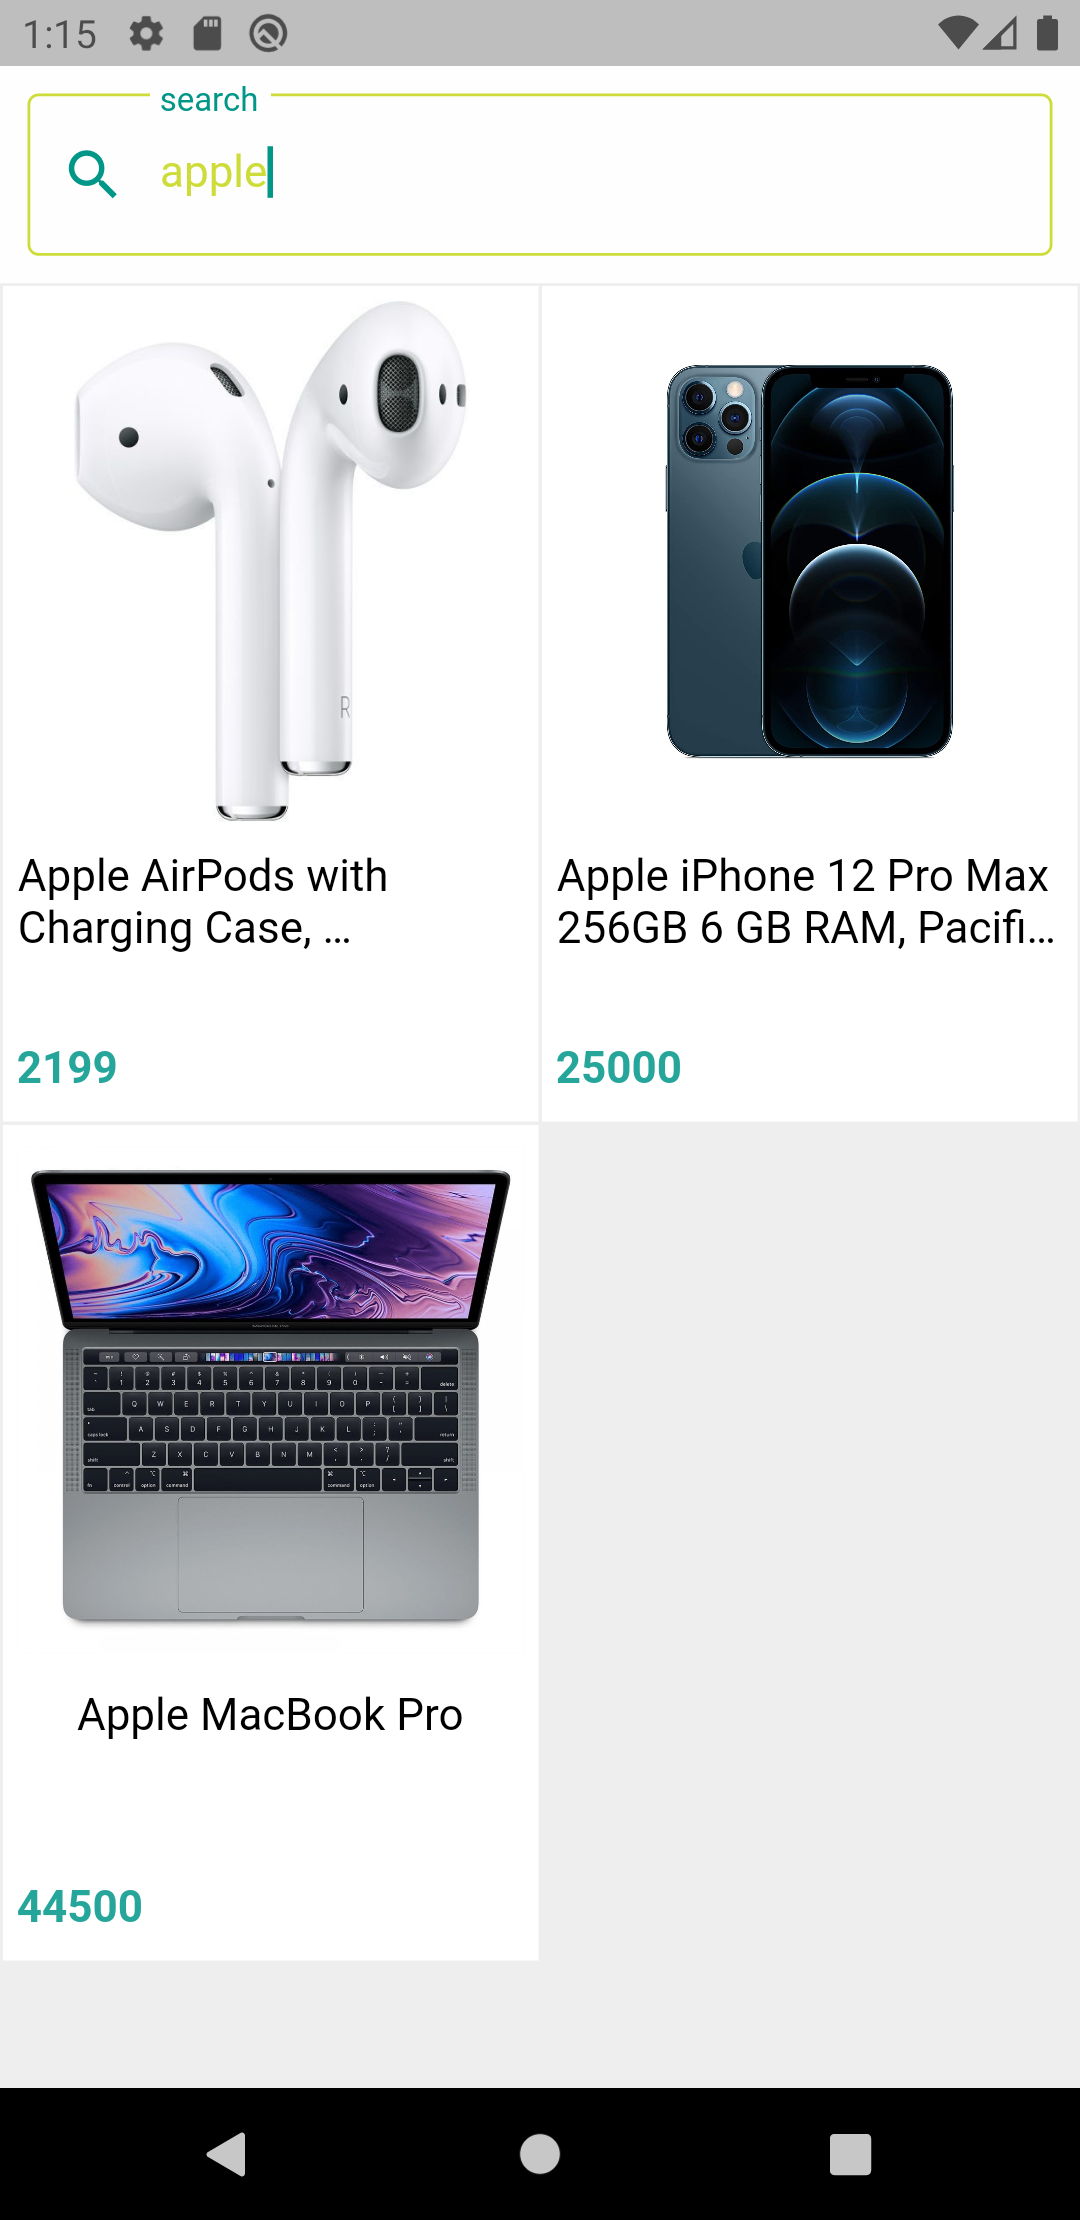 1:15
search
apple
R
Apple AirPods with
Charging Case, ...
2199
Apple iPhone 12 Pro Max
256GB 6 GB RAM, Pacifi...
25000
Apple MacBook Pro
44500